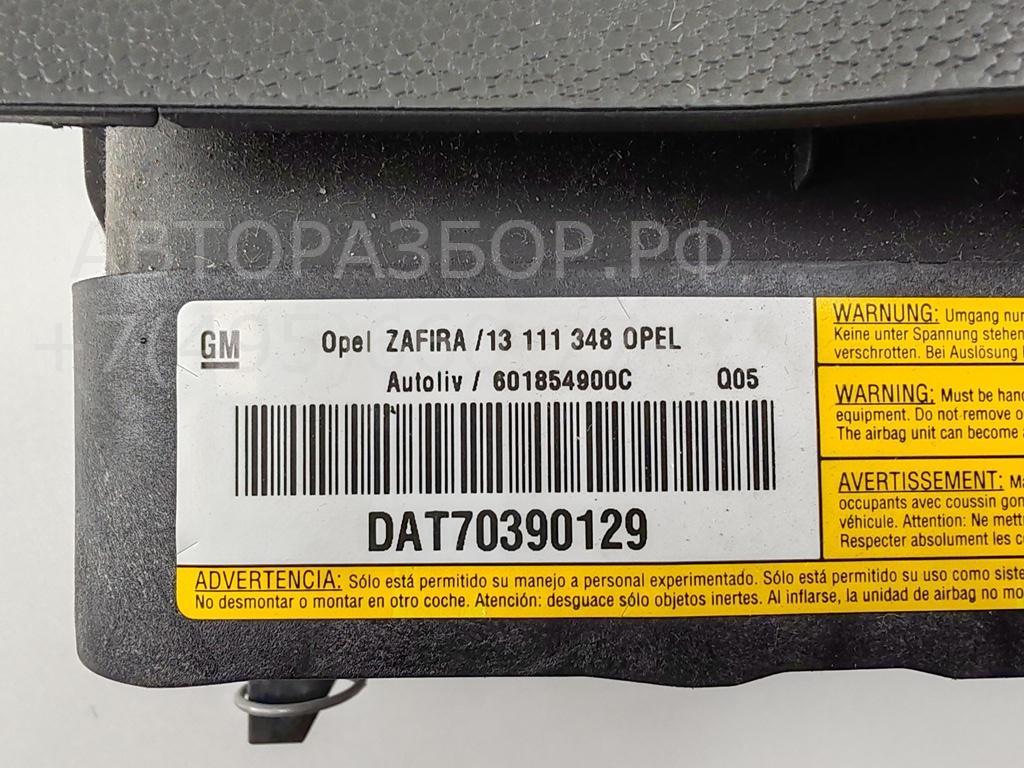 АВТОРАЗБОР.РФ
GM
Opel ZAFIRA /13 111 348 OPEL
Autoliv / 601854900C Q05
DAT70390129
WARNUNG: Umgang nur
Keine unter Spannung stehen
verschrotten. Bei Auslösung
WARNING: Must be hand
equipment. Do not remove o
The airbag unit can become
AVERTISSEMENT: Ma
occupants avec coussin gon
véhicule. Attention: Ne mettr
Respecter absolument les c
ADVERTENCIA: Sólo está permitido su manejo a personal experimentado. Sólo está permitido su uso como siste
No desmontar o montar en otro coche. Atención: desguace sólo objetos inertes. Al inflarse, la unidad de airbag no mo